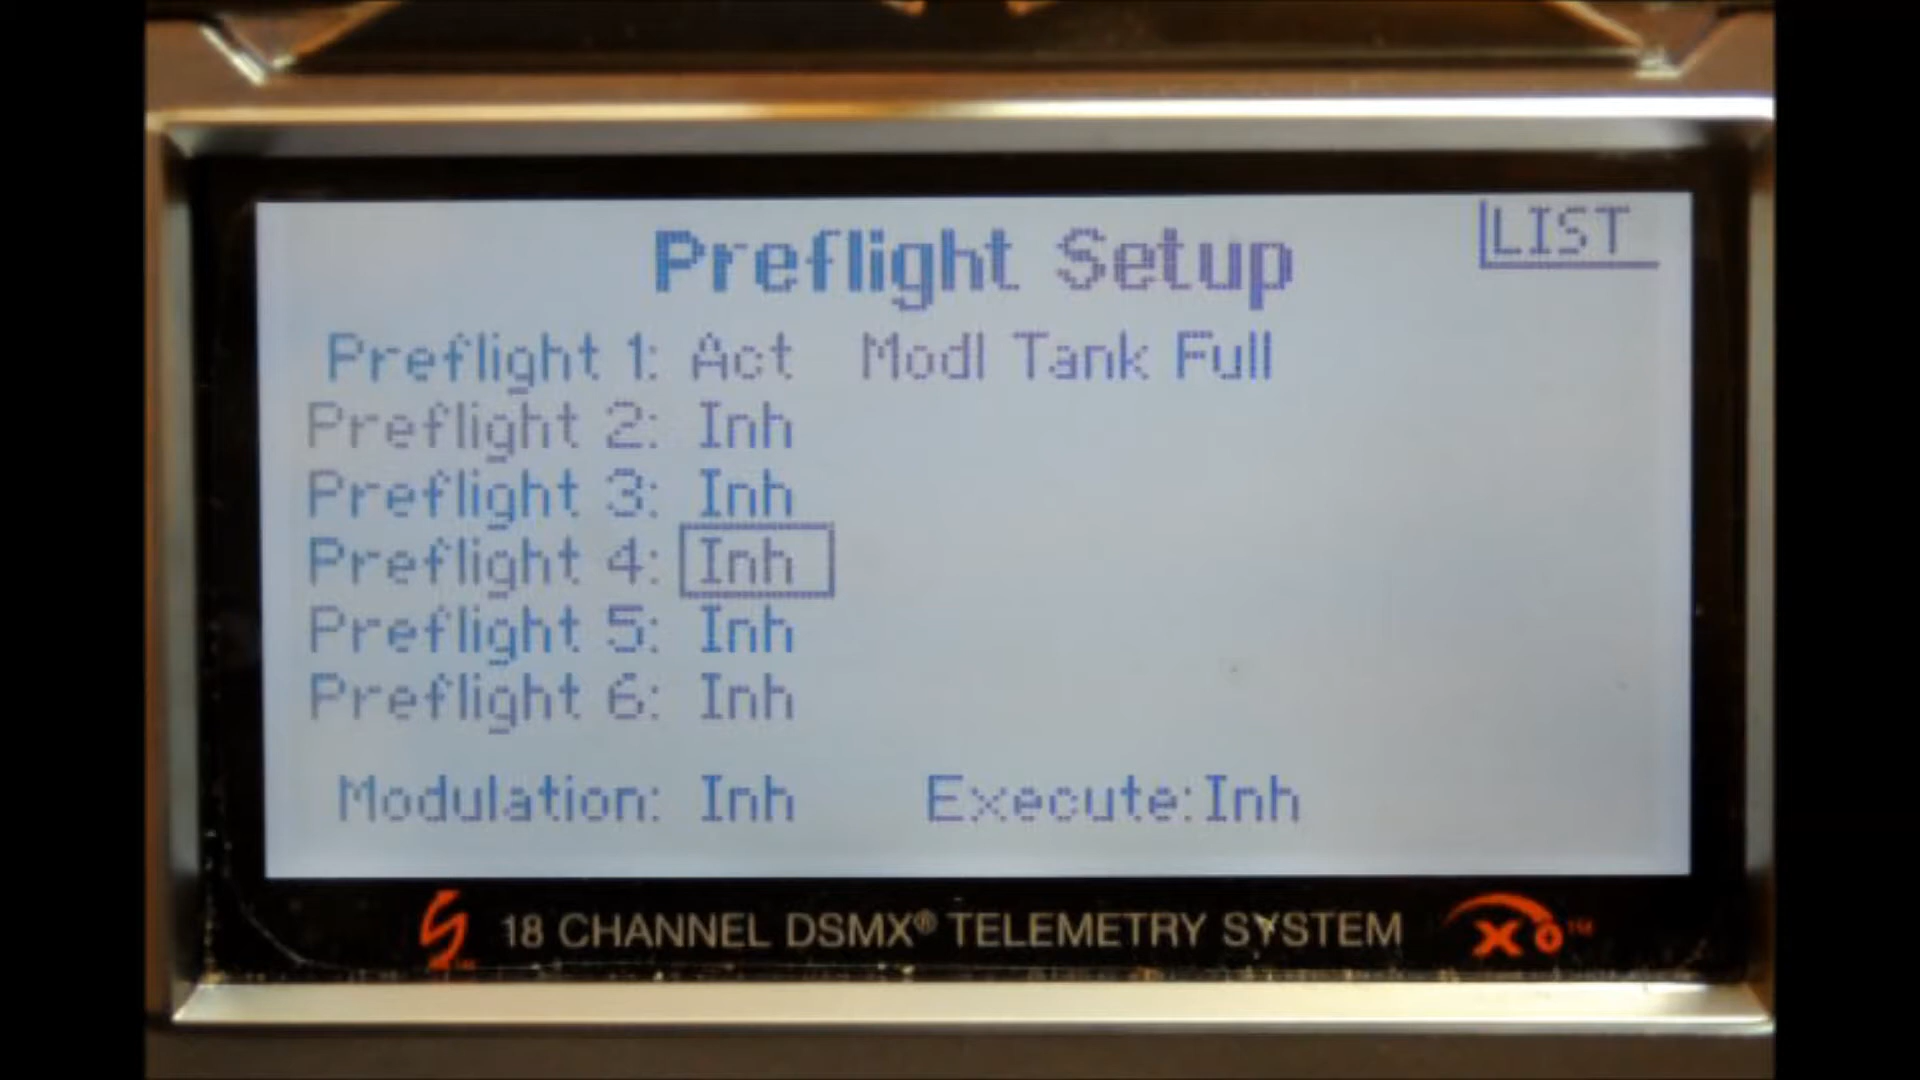 LIST
Preflight Setup
Preflight 1: Act Modl Tank Full
Preflight 2: Inh
Preflight 3: Inh
Preflight 4: Inh
Preflight 5: Inh
Preflight 6: Inh
Modulation: Inh Execute: Inh
18 CHANNEL DSMX® TELEMETRY SYSTEM X+™